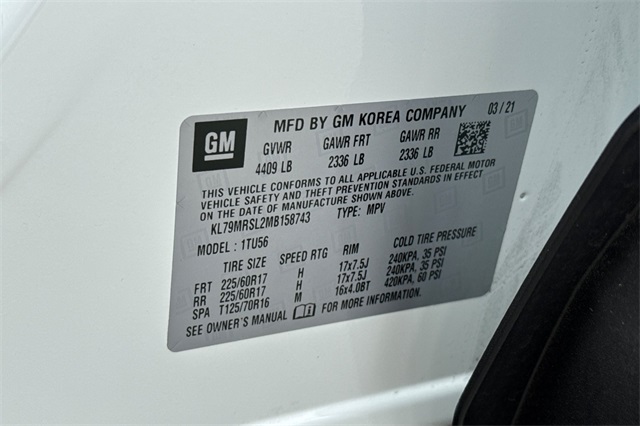 GM
MFD BY GM KOREA COMPANY 03/21
GVWR GAWR FRT GAWR RR
4409 LB 2336 LB 2336 LB
THIS VEHICLE CONFORMS TO ALL APPLICABLE U.S. FEDERAL MOTOR
VEHICLE SAFETY AND THEFT PREVENTION STANDARDS IN EFFECT
ON THE DATE OF MANUFACTURE SHOWN ABOVE.
KL79MRSL2MB158743 TYPE: MPV
MODEL: 1TU56
TIRE SIZE SPEED RTG RIM COLD TIRE PRESSURE
FRT 225/60R17 H 17x7.5J 240KPA, 35 PSI
RR 225/60R17 H 17x7.5J 240KPA, 35 PSI
SPA T125/70R16 M 16x4.0BT 420KPA, 60 PSI
SEE OWNER'S MANUAL FOR MORE INFORMATION.